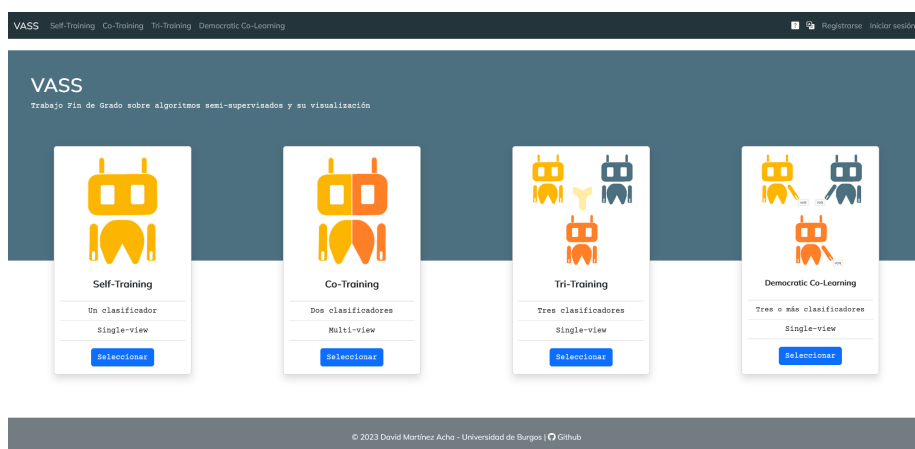 VASS Self-Training Co-Training Tri-Training Democratic Co-Learning Registrarse Iniciar sesión
VASS
Trabajo Fin de Grado sobre algoritmos semi-supervisados y su visualización
Self-Training
Un clasificador
Single-view
Seleccionar
Co-Training
Dos clasificadores
Multi-view
Seleccionar
Tri-Training
Tres clasificadores
Single-view
Seleccionar
Democratic Co-Learning
Tres o más clasificadores
Single-view
Seleccionar
© 2023 David Martínez Acha - Universidad de Burgos | Github